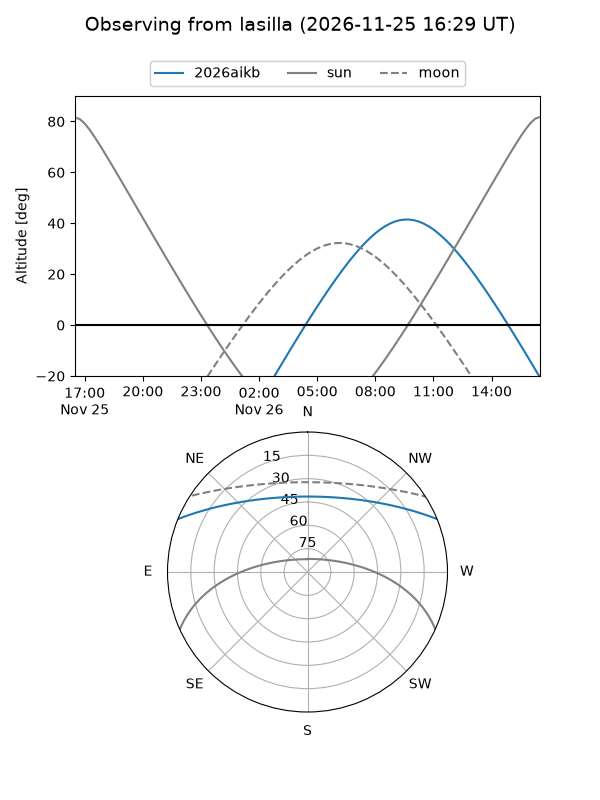 Observing from lasilla (2026-11-25 16:29 UT)
2026aikb sun moon
Altitude [deg]
80
60
40
20
0
−20
17:00 20:00 23:00 02:00 05:00 08:00 11:00 14:00
Nov 25 Nov 26
N
NE NW
15
30
45
60
75
E W
SE SW
S